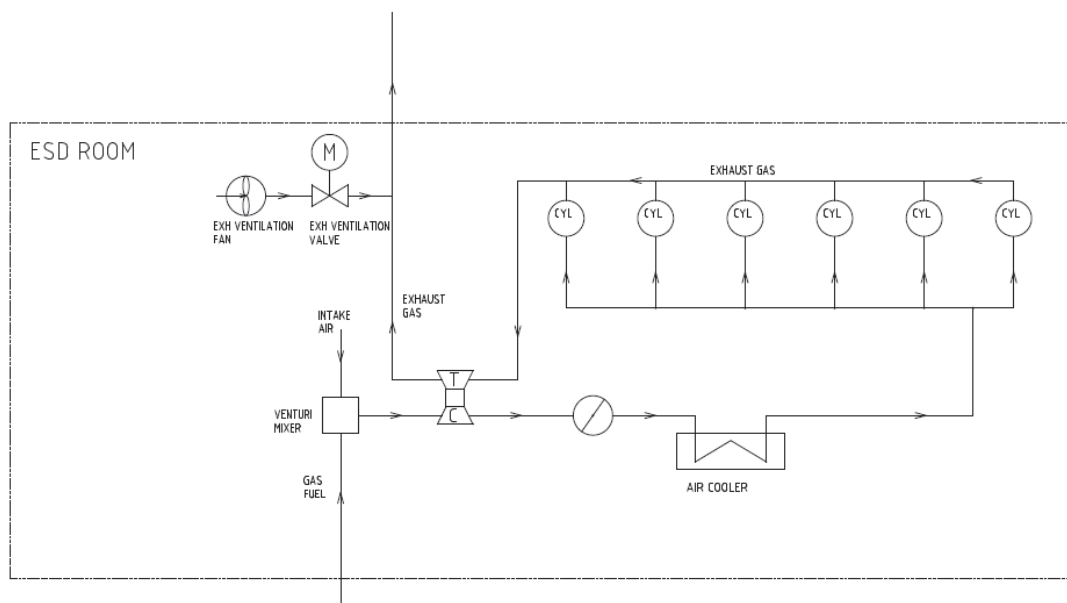 ESD ROOM
M
EXHAUST GAS
CYL
CYL
CYL
CYL
CYL
CYL
EXH VENTILATION
FAN
EXH VENTILATION
VALVE
EXHAUST
GAS
INTAKE
AIR
T
C
VENTURI
MIXER
GAS
FUEL
AIR COOLER